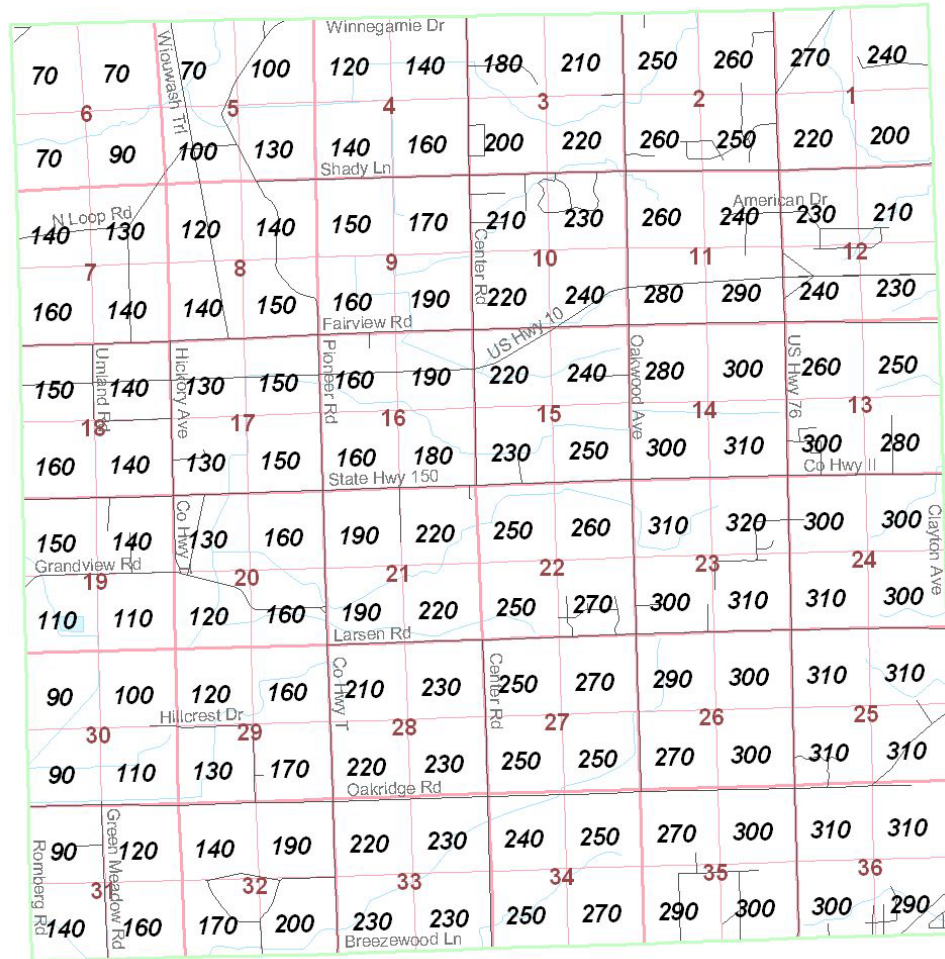 Winnegamie Dr
70 70 70 100 120 140 180 210 250 260 270 240
Wiouwash Trl
6 5 4 3 2 1
70 90 100 130 140 160 200 220 260 250 220 200
Shady Ln
N Loop Rd
American Dr
140 130 120 140 150 170 210 230 260 240 230 210
7 8 9 10 11 12
Center Rd
160 140 140 150 160 190 220 240 280 290 240 230
Fairview Rd
US Hwy 10
Umland Rd
Hickory Ave
Pioneer Rd
Oakwood Ave
US Hwy 76
150 140 130 150 160 190 220 240 280 300 260 250
18 17 16 15 14 13
160 140 130 150 160 180 230 250 300 310 300 280
State Hwy 150
Co Hwy II
Co Hwy T
Clayton Ave
150 140 130 160 190 220 250 260 310 320 300 300
Grandview Rd
19 20 21 22 23 24
110 110 120 160 190 220 250 270 300 310 310 300
Larsen Rd
Co Hwy T
Center Rd
90 100 120 160 210 230 250 270 290 300 310 310
Hillcrest Dr
30 29 28 27 26 25
90 110 130 170 220 230 250 250 270 300 310 310
Oakridge Rd
Romberg Rd
Green Meadow Rd
90 120 140 190 220 230 240 250 270 300 310 310
31 32 33 34 35 36
140 160 170 200 230 230 250 270 290 300 300 290
Breezewood Ln